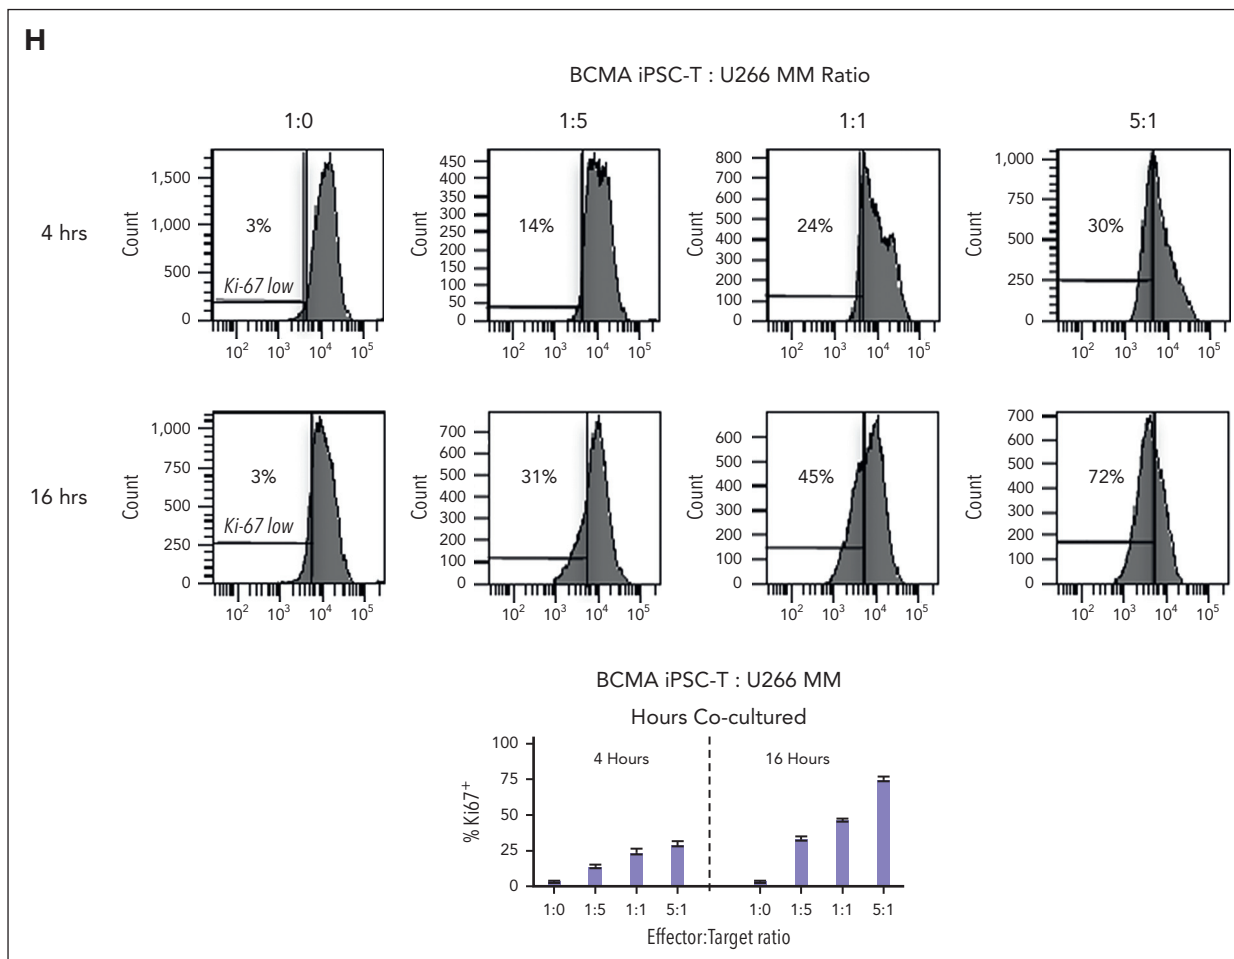 H
BCMA iPSC-T : U266 MM Ratio
1:0 1:5 1:1 5:1
4 hrs
Count
1,500
1,000
500
0
3%
Ki-67 low
10² 10³ 10⁴ 10⁵
Count
450
400
350
300
250
200
150
100
50
0
14%
10² 10³ 10⁴ 10⁵
Count
800
700
600
500
400
300
200
100
0
24%
10² 10³ 10⁴ 10⁵
Count
1,000
750
500
250
0
30%
10² 10³ 10⁴ 10⁵
16 hrs
Count
1,000
750
500
250
0
3%
Ki-67 low
10² 10³ 10⁴ 10⁵
Count
700
600
500
400
300
200
100
0
31%
10² 10³ 10⁴ 10⁵
Count
600
500
400
300
200
100
0
45%
10² 10³ 10⁴ 10⁵
Count
700
600
500
400
300
200
100
0
72%
10² 10³ 10⁴ 10⁵
BCMA iPSC-T : U266 MM
Hours Co-cultured
% Ki67⁺
100
75
50
25
0
4 Hours 16 Hours
1:0 1:5 1:1 5:1 1:0 1:5 1:1 5:1
Effector:Target ratio